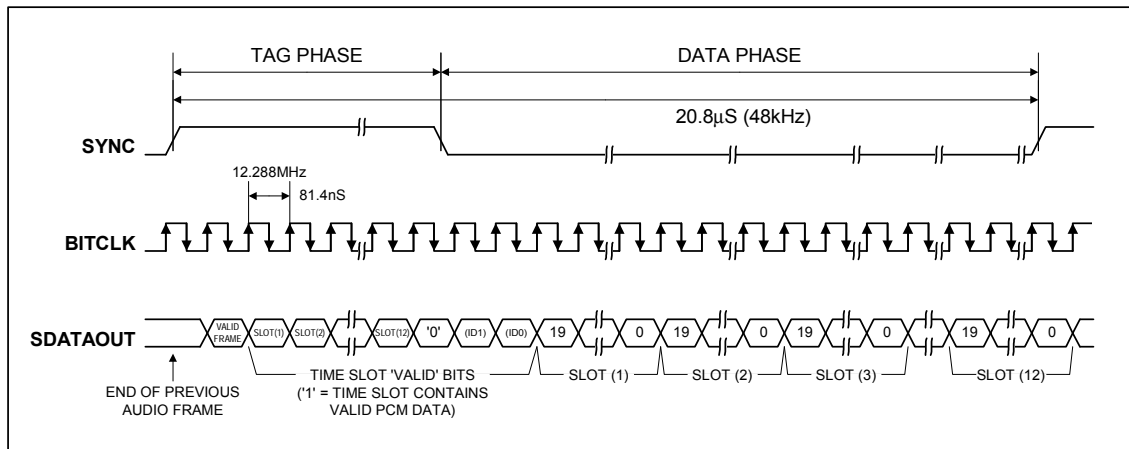 TAG PHASE DATA PHASE
20.8µS (48kHz)
SYNC
12.288MHz
81.4nS
BITCLK
SDATAOUT VALID FRAME SLOT(1) SLOT(2) SLOT(12) '0' (ID1) (ID0) 19 0 19 0 19 0 19 0
END OF PREVIOUS
AUDIO FRAME
TIME SLOT 'VALID' BITS
('1' = TIME SLOT CONTAINS
VALID PCM DATA)
SLOT (1) SLOT (2) SLOT (3) SLOT (12)